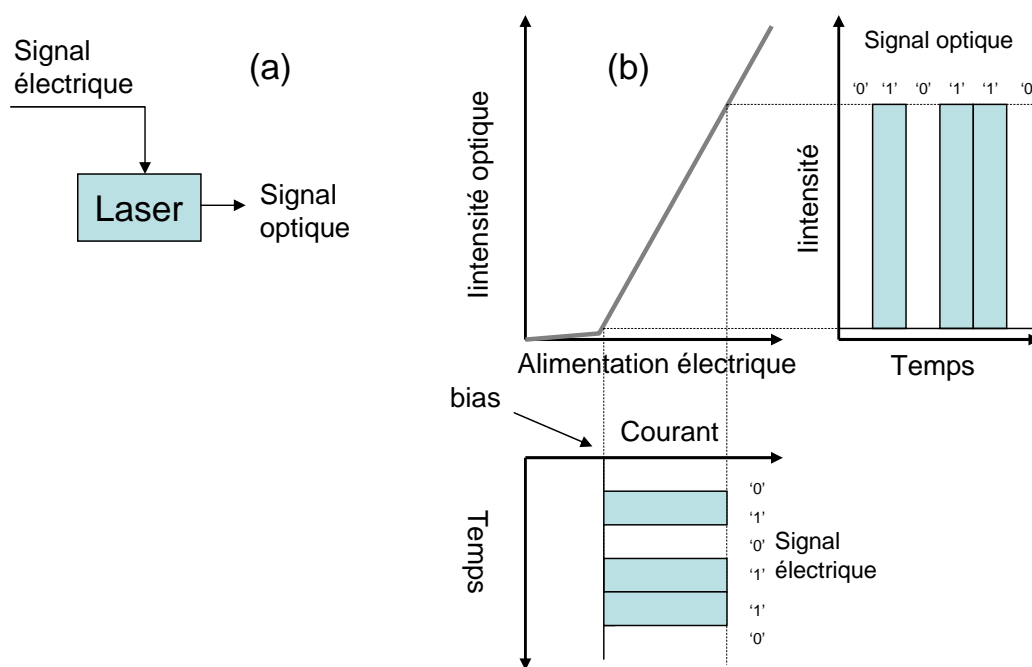 Signal
électrique
(a)
Laser
Signal
optique
(b)
Iintensité optique
Alimentation électrique
Signal optique
‘0’ ‘1’ ‘0’ ‘1’ ‘1’ ‘0’
Iintensité
Temps
bias
Courant
Temps
‘0’
‘1’
‘0’
‘1’
‘1’
‘0’
Signal
électrique